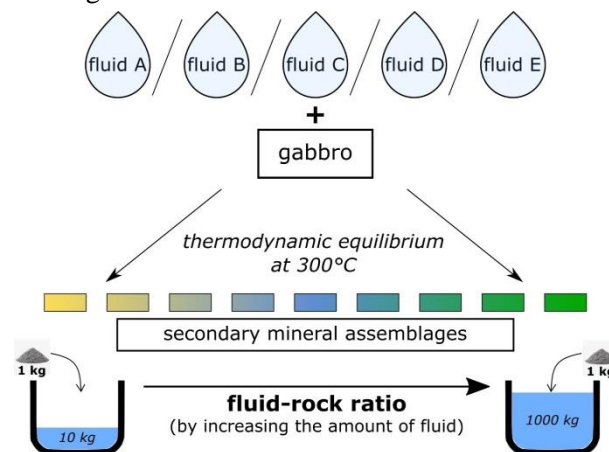 fluid A / fluid B / fluid C / fluid D / fluid E
+
gabbro
thermodynamic equilibrium
at 300°C
secondary mineral assemblages
1 kg
1 kg
fluid-rock ratio
(by increasing the amount of fluid)
10 kg
1000 kg